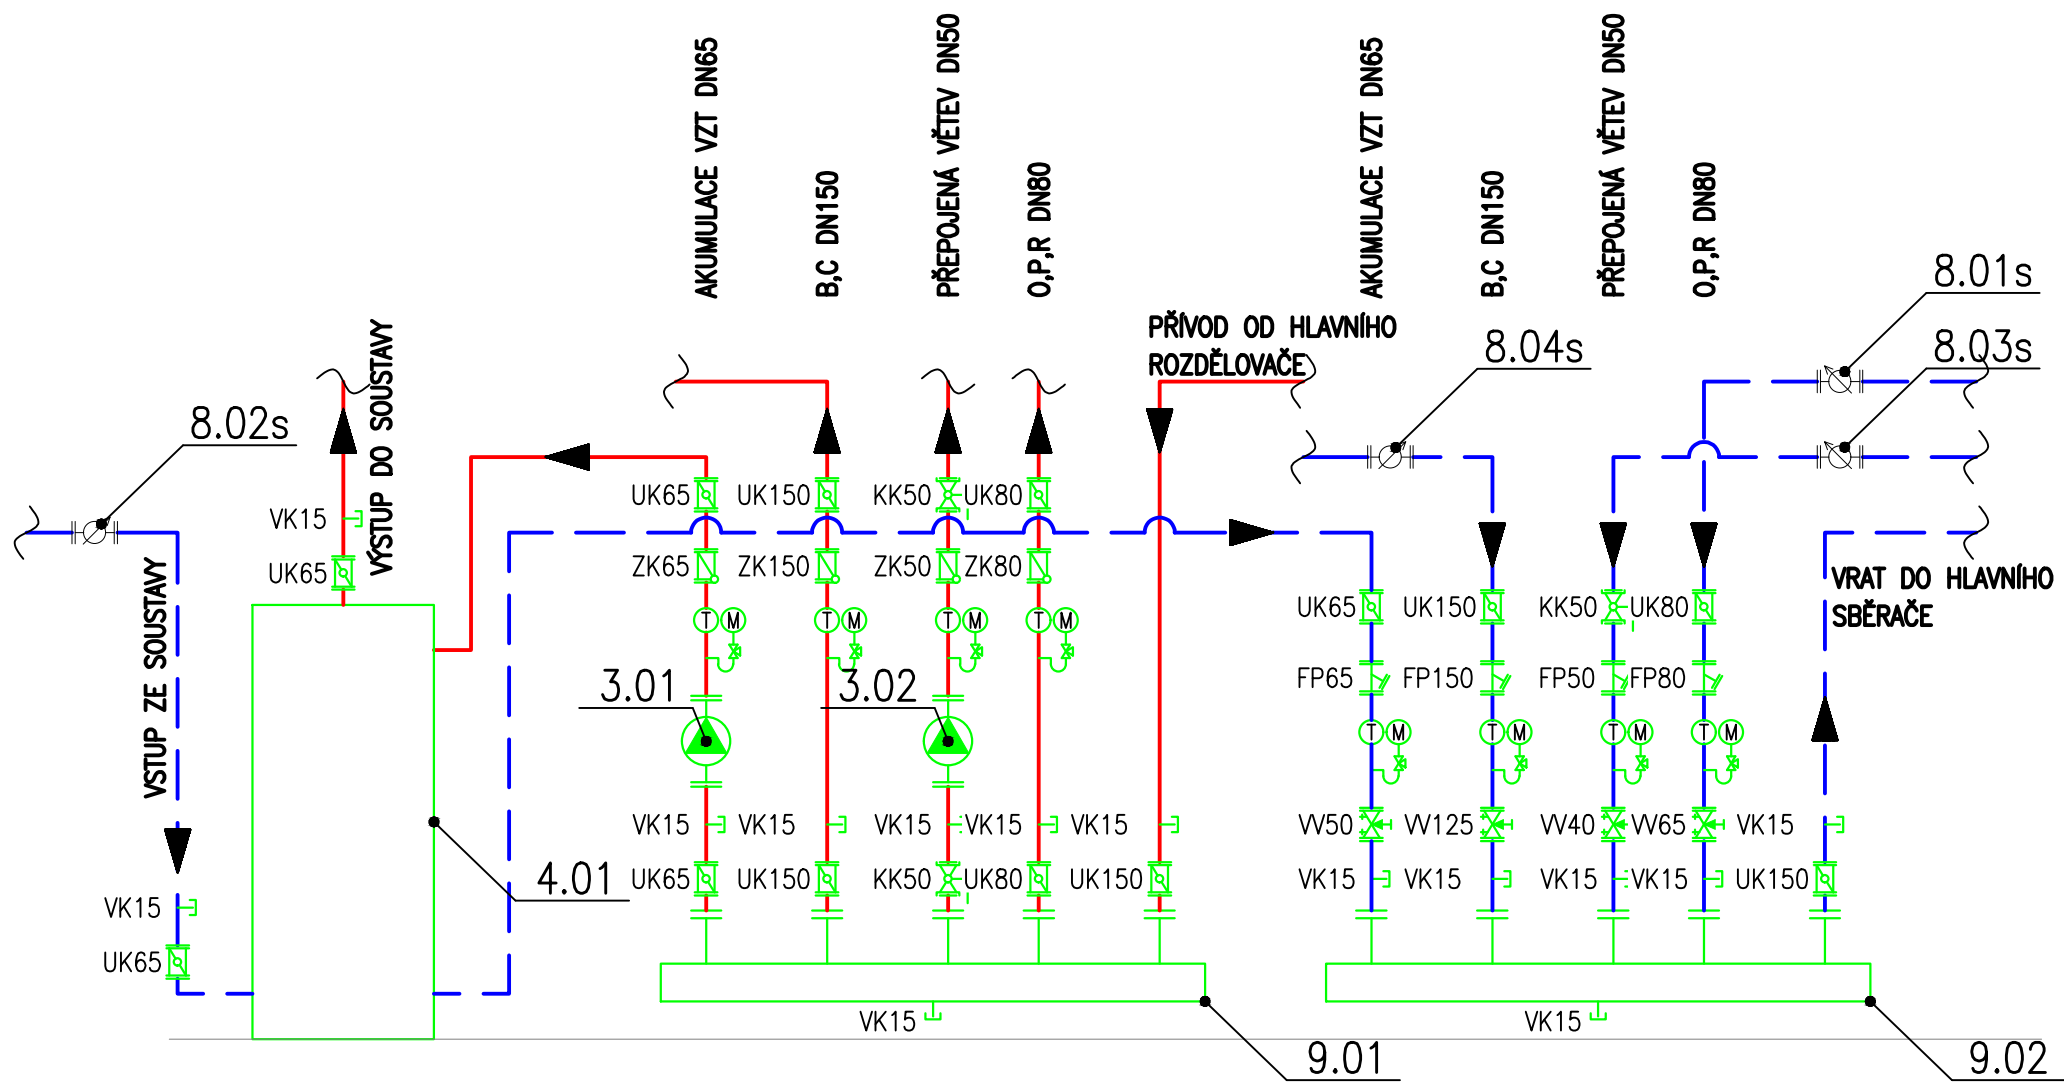 AKUMULACE VZT DN65
B,C DN150
PŘEPOJENÁ VĚTEV DN50
O,P,R DN80
AKUMULACE VZT DN65
B,C DN150
PŘEPOJENÁ VĚTEV DN50
O,P,R DN80
8.01s
PŘÍVOD OD HLAVNÍHO
ROZDĚLOVAČE
8.04s
8.03s
8.02s
VÝSTUP DO SOUSTAVY
VK15
UK65
VSTUP ZE SOUSTAVY
UK65 UK150 KK50 UK80
ZK65 ZK150 ZK50 ZK80
T M T M T M T M
VRAT DO HLAVNÍHO
SBĚRAČE
UK65 UK150 KK50 UK80
FP65 FP150 FP50 FP80
3.01
3.02
T M T M T M T M
VK15 VK15 VK15 VK15 VK15
VV50 VV125 VV40 VV65 VK15
4.01
UK65 UK150 KK50 UK80 UK150
VK15 VK15 VK15 VK15 UK150
VK15
UK65
VK15
VK15
9.01
9.02